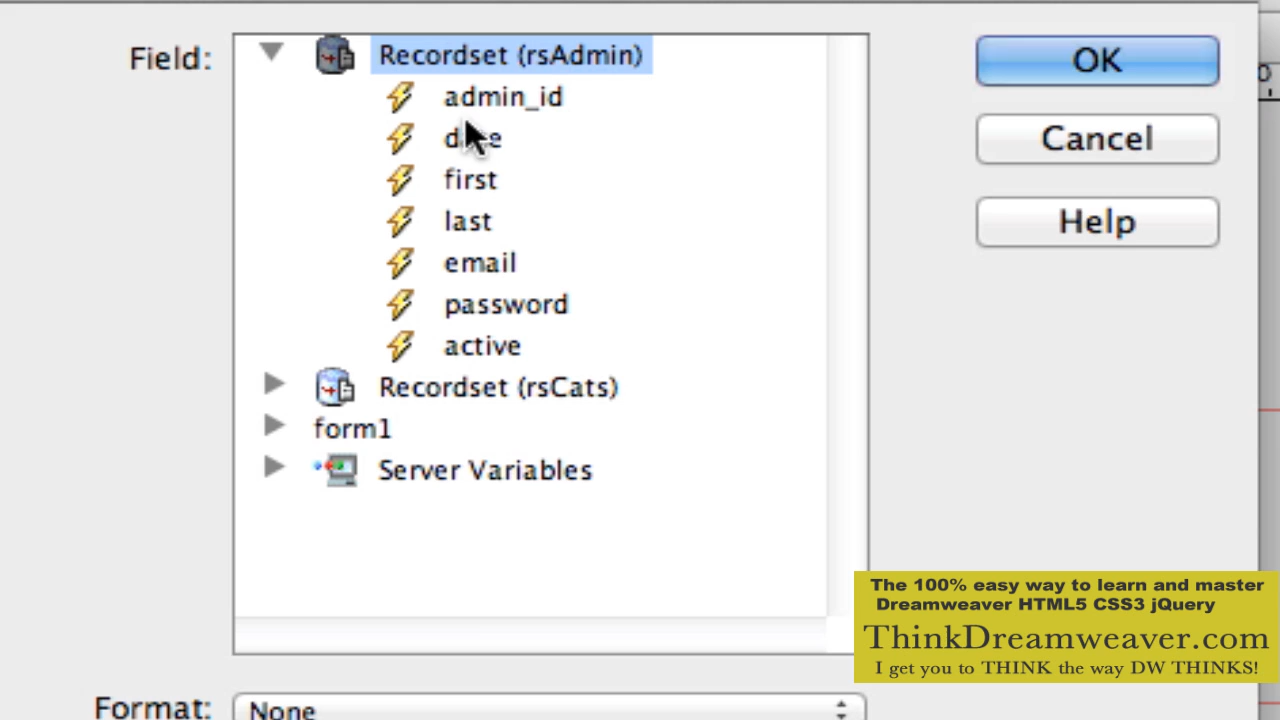 Field:
Recordset (rsAdmin)
admin_id
first
last
email
password
active
Recordset (rsCats)
form1
Server Variables
OK
Cancel
Help
The 100% easy way to learn and master
Dreamweaver HTML5 CSS3 jQuery
ThinkDreamweaver.com
I get you to THINK the way DW THINKS!
Format:
None